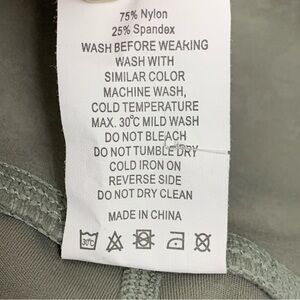 75% Nylon
25% Spandex
WASH BEFORE WEARING
WASH WITH
SIMILAR COLOR
MACHINE WASH,
COLD TEMPERATURE
MAX. 30℃ MILD WASH
DO NOT BLEACH
DO NOT TUMBLE DRY
COLD IRON ON
REVERSE SIDE
DO NOT DRY CLEAN
MADE IN CHINA
30℃